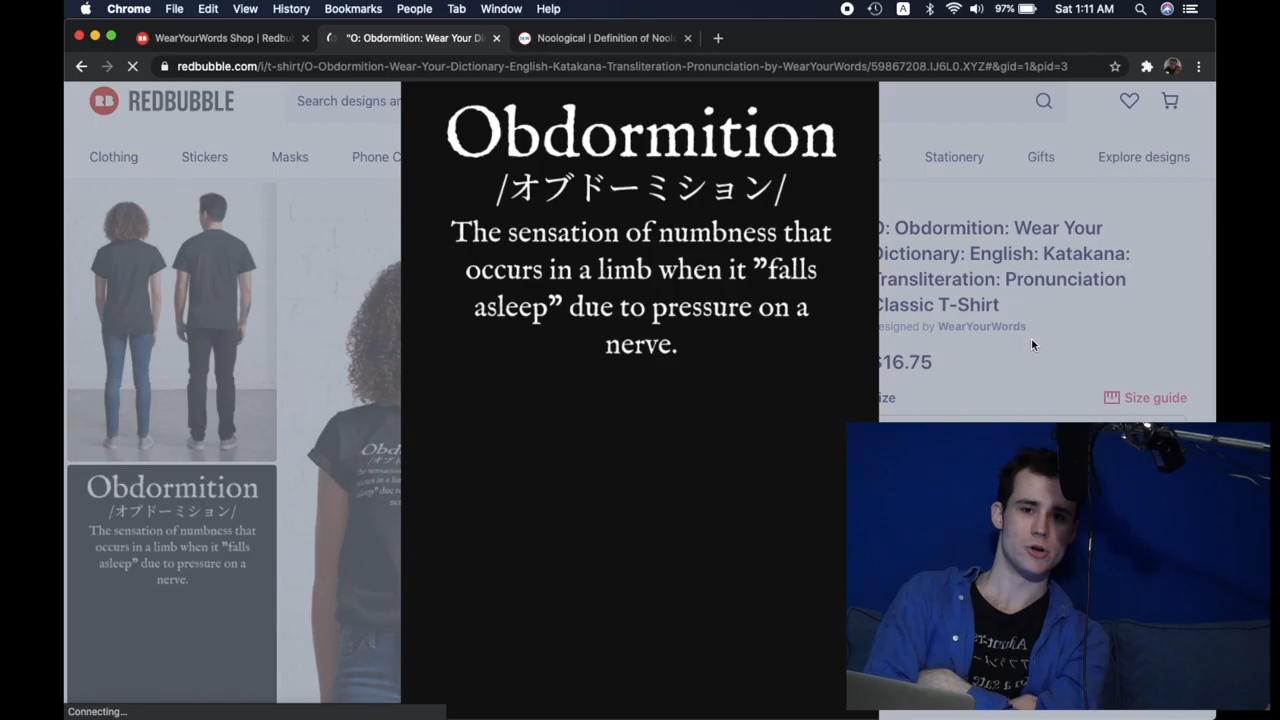 Chrome File Edit View History Bookmarks People Tab Window Help
A 97% Sat 1:11 AM
WearYourWords Shop | Redbu
"O: Obdormition: Wear Your Di
Noological | Definition of Nool
redbubble.com/i/t-shirt/O-Obdormition-Wear-Your-Dictionary-English-Katakana-Transliteration-Pronunciation-by-WearYourWords/59867208.IJ6L0.XYZ#&gid=1&pid=3
RB REDBUBBLE
Search designs an
Clothing Stickers Masks Phone C
s Stationery Gifts Explore designs
Obdormition
/オブドーミション/
The sensation of numbness that
occurs in a limb when it "falls
asleep" due to pressure on a
nerve.
O: Obdormition: Wear Your
Dictionary: English: Katakana:
Transliteration: Pronunciation
Classic T-Shirt
esigned by WearYourWords
$16.75
ize
Size guide
Obdormition
/オブドーミション/
The sensation of numbness that
occurs in a limb when it "falls
asleep" due to pressure on a
nerve.
Connecting...